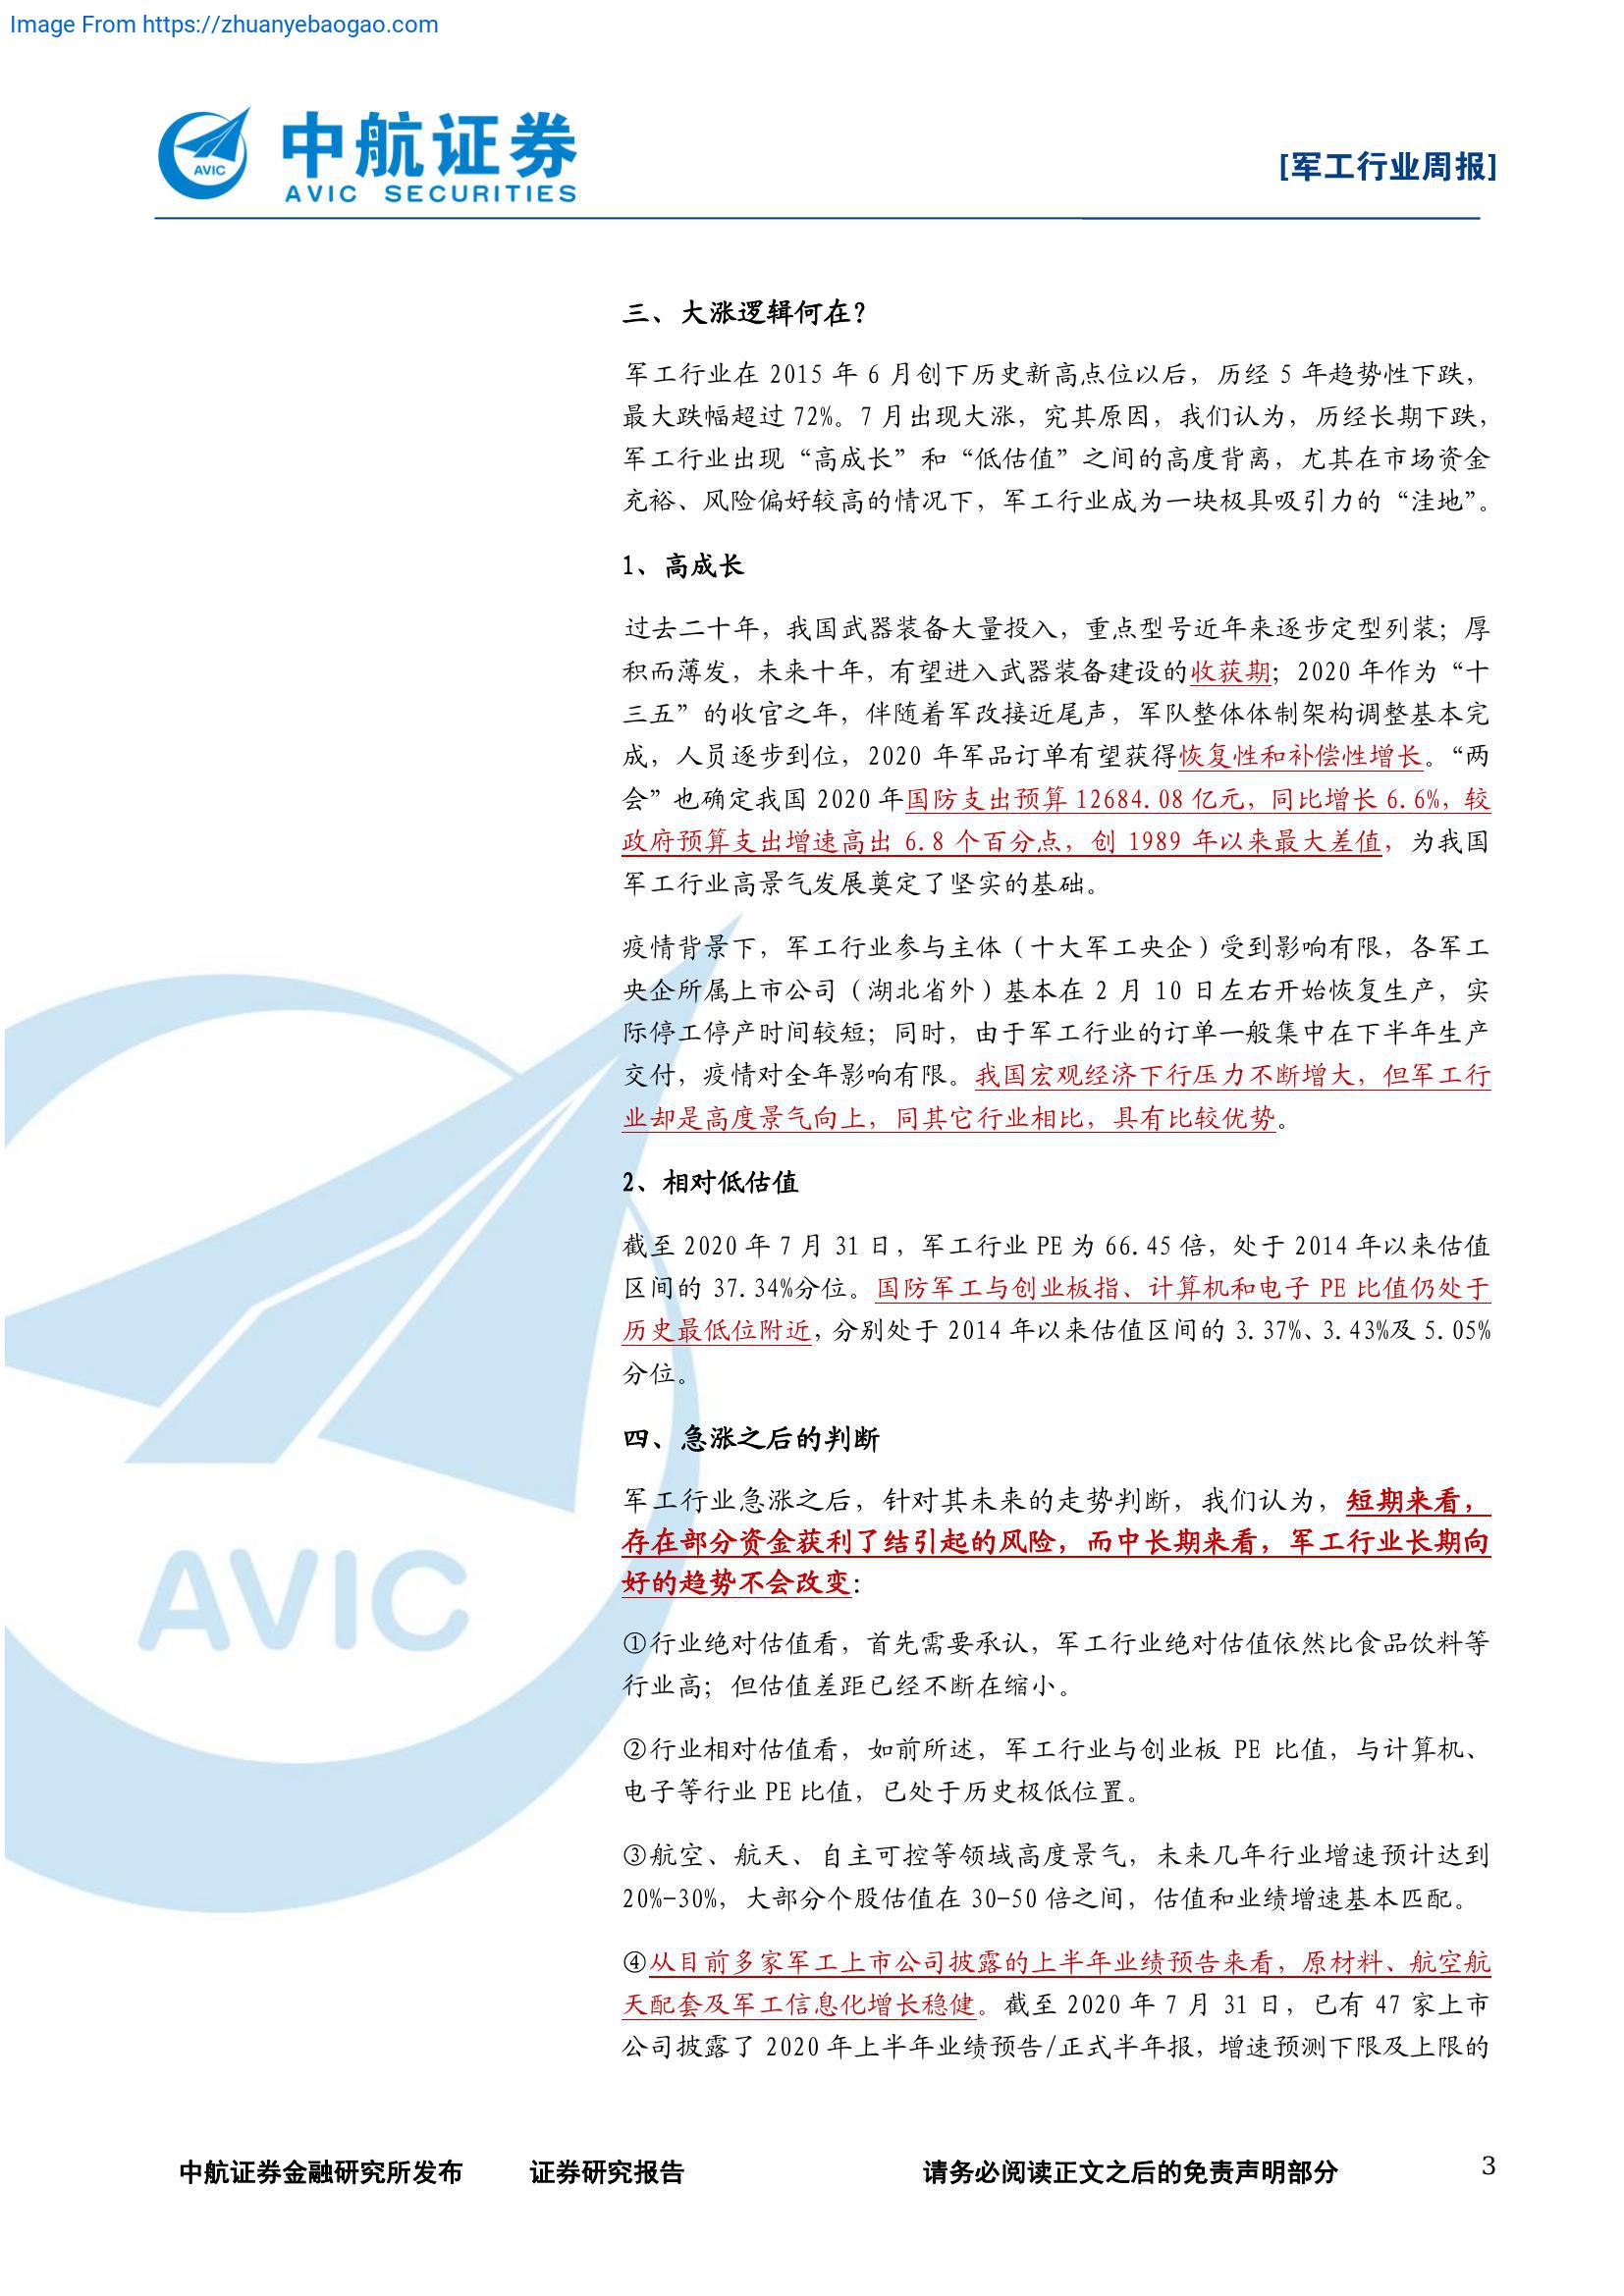 Image From https://zhuanyebaogao.com
AVIC
中航证券
AVIC SECURITIES
[军工行业周报]
三、大涨逻辑何在?
军工行业在 2015 年 6 月创下历史新高点位以后，历经 5 年趋势性下跌，
最大跌幅超过 72%。7 月出现大涨，究其原因，我们认为，历经长期下跌，
军工行业出现“高成长”和“低估值”之间的高度背离，尤其在市场资金
充裕、风险偏好较高的情况下，军工行业成为一块极具吸引力的“洼地”。
1、高成长
过去二十年，我国武器装备大量投入，重点型号近年来逐步定型列装；厚
积而薄发，未来十年，有望进入武器装备建设的收获期；2020 年作为“十
三五”的收官之年，伴随着军改接近尾声，军队整体体制架构调整基本完
成，人员逐步到位，2020 年军品订单有望获得恢复性和补偿性增长。“两
会”也确定我国 2020 年国防支出预算 12684.08 亿元，同比增长 6.6%，较
政府预算支出增速高出 6.8 个百分点，创 1989 年以来最大差值，为我国
军工行业高景气发展奠定了坚实的基础。
疫情背景下，军工行业参与主体（十大军工央企）受到影响有限，各军工
央企所属上市公司（湖北省外）基本在 2 月 10 日左右开始恢复生产，实
际停工停产时间较短；同时，由于军工行业的订单一般集中在下半年生产
交付，疫情对全年影响有限。我国宏观经济下行压力不断增大，但军工行
业却是高度景气向上，同其它行业相比，具有比较优势。
2、相对低估值
截至 2020 年 7 月 31 日，军工行业 PE 为 66.45 倍，处于 2014 年以来估值
区间的 37.34%分位。国防军工与创业板指、计算机和电子 PE 比值仍处于
历史最低位附近，分别处于 2014 年以来估值区间的 3.37%、3.43%及 5.05%
分位。
四、急涨之后的判断
军工行业急涨之后，针对其未来的走势判断，我们认为，短期来看，
存在部分资金获利了结引起的风险，而中长期来看，军工行业长期向
好的趋势不会改变：
AVIC
①行业绝对估值看，首先需要承认，军工行业绝对估值依然比食品饮料等
行业高；但估值差距已经不断在缩小。
②行业相对估值看，如前所述，军工行业与创业板 PE 比值，与计算机、
电子等行业 PE 比值，已处于历史极低位置。
③航空、航天、自主可控等领域高度景气，未来几年行业增速预计达到
20%-30%，大部分个股估值在 30-50 倍之间，估值和业绩增速基本匹配。
④从目前多家军工上市公司披露的上半年业绩预告来看，原材料、航空航
天配套及军工信息化增长稳健。截至 2020 年 7 月 31 日，已有 47 家上市
公司披露了 2020 年上半年业绩预告/正式半年报，增速预测下限及上限的
中航证券金融研究所发布 证券研究报告 请务必阅读正文之后的免责声明部分 3